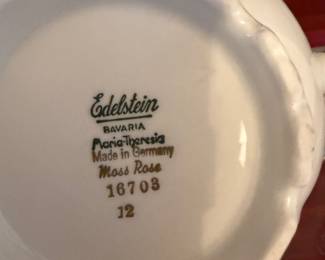 Edelstein
BAVARIA
Maria-Theresia
Made in Germany
Moss Rose
16703
12